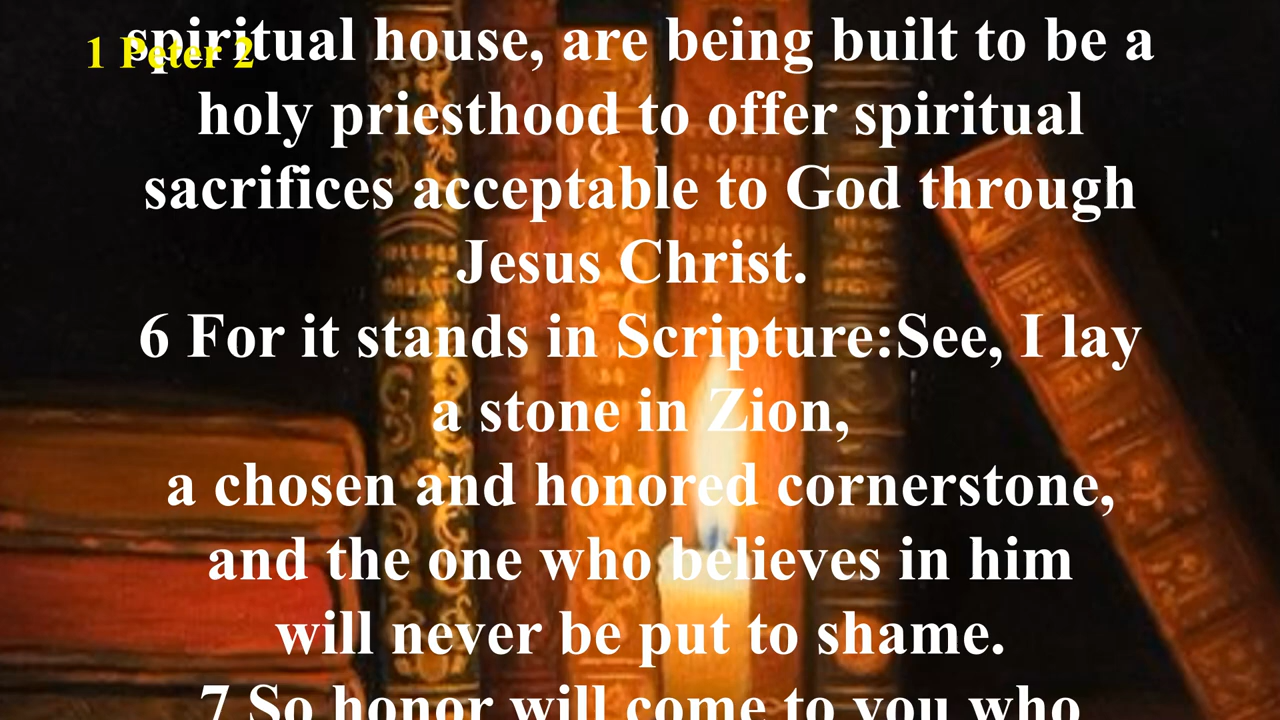 1 Peter 2
spiritual house, are being built to be a
holy priesthood to offer spiritual
sacrifices acceptable to God through
Jesus Christ.
6 For it stands in Scripture:See, I lay
a stone in Zion,
a chosen and honored cornerstone,
and the one who believes in him
will never be put to shame.
7 So honor will come to you who